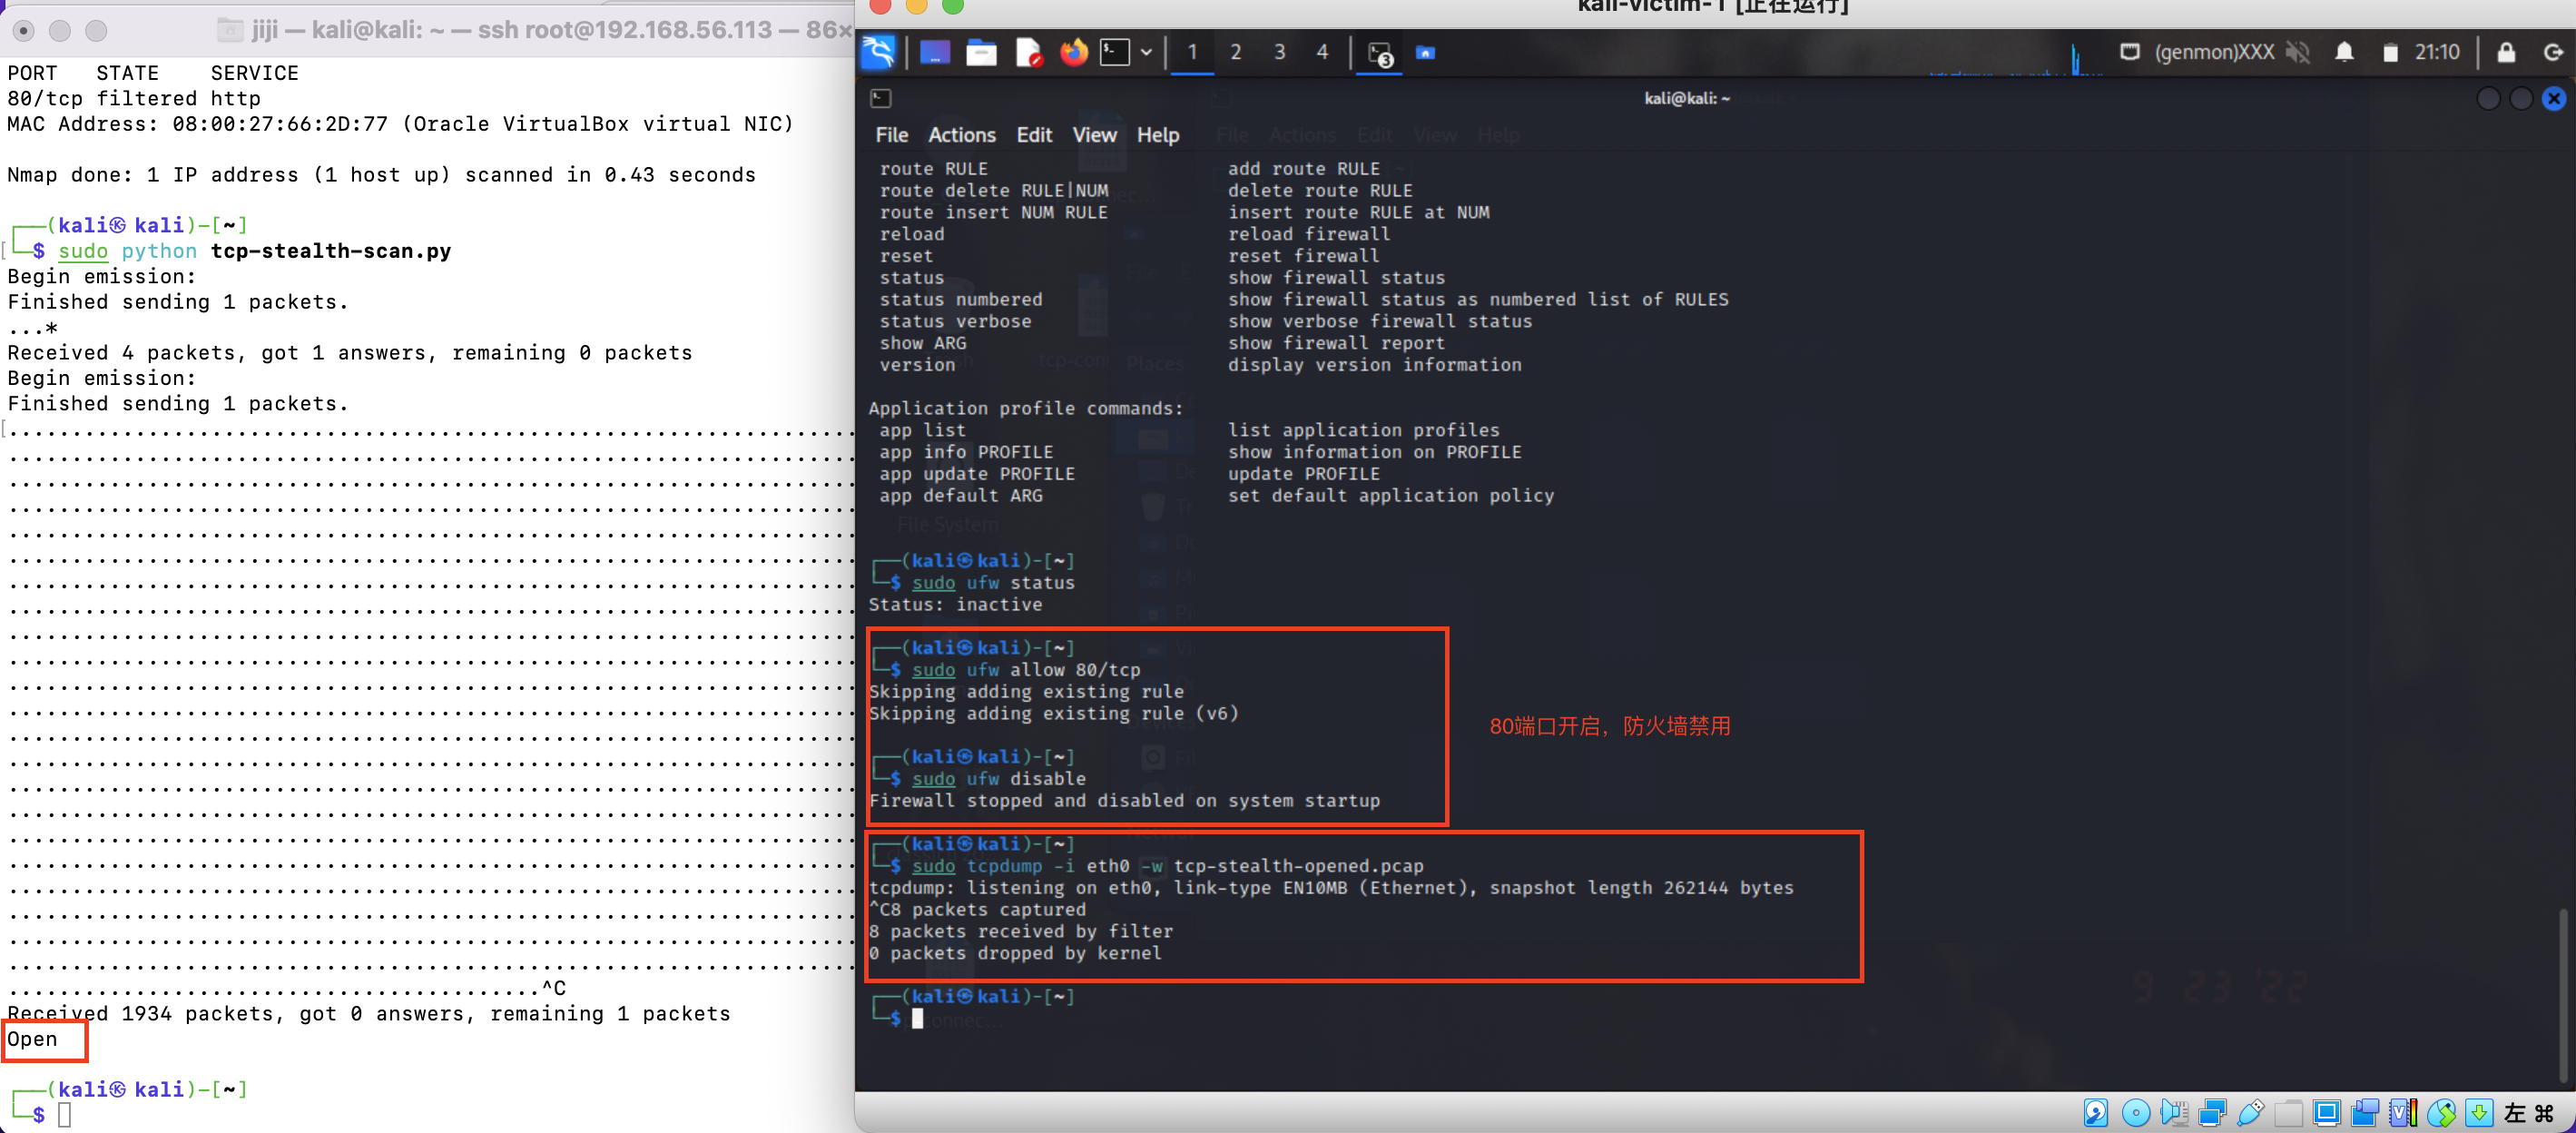 jiji — kali@kali: ~ — ssh root@192.168.56.113 — 86×
PORT   STATE    SERVICE
80/tcp filtered http
MAC Address: 08:00:27:66:2D:77 (Oracle VirtualBox virtual NIC)
Nmap done: 1 IP address (1 host up) scanned in 0.43 seconds
┌──(kali㉿kali)-[~]
└─$ sudo python tcp-stealth-scan.py
Begin emission:
Finished sending 1 packets.
...*
Received 4 packets, got 1 answers, remaining 0 packets
Begin emission:
Finished sending 1 packets.
..........................................^C
Received 1934 packets, got 0 answers, remaining 1 packets
Open
┌──(kali㉿kali)-[~]
└─$
kali-victim-1 [正在运行]
1 2 3 4
3
(genmon)XXX
21:10
kali@kali: ~
File Actions Edit View Help
route RULE add route RULE
route delete RULE|NUM delete route RULE
route insert NUM RULE insert route RULE at NUM
reload reload firewall
reset reset firewall
status show firewall status
status numbered show firewall status as numbered list of RULES
status verbose show verbose firewall status
show ARG show firewall report
version display version information
Application profile commands:
app list list application profiles
app info PROFILE show information on PROFILE
app update PROFILE update PROFILE
app default ARG set default application policy
┌──(kali㉿kali)-[~]
└─$ sudo ufw status
Status: inactive
┌──(kali㉿kali)-[~]
└─$ sudo ufw allow 80/tcp
Skipping adding existing rule
Skipping adding existing rule (v6)
80端口开启，防火墙禁用
┌──(kali㉿kali)-[~]
└─$ sudo ufw disable
Firewall stopped and disabled on system startup
┌──(kali㉿kali)-[~]
└─$ sudo tcpdump -i eth0 -w tcp-stealth-opened.pcap
tcpdump: listening on eth0, link-type EN10MB (Ethernet), snapshot length 262144 bytes
^C8 packets captured
8 packets received by filter
0 packets dropped by kernel
9 23 '22
┌──(kali㉿kali)-[~]
└─$
左 ⌘